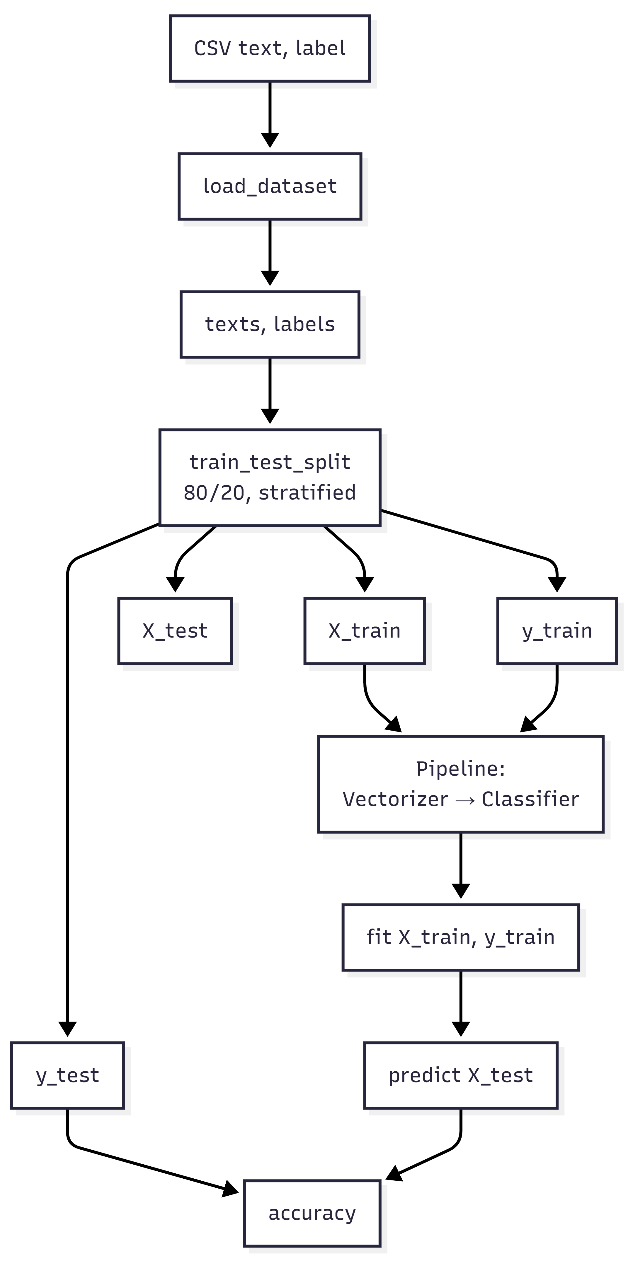 CSV text, label
load_dataset
texts, labels
train_test_split
80/20, stratified
X_test
X_train
y_train
Pipeline:
Vectorizer → Classifier
fit X_train, y_train
y_test
predict X_test
accuracy